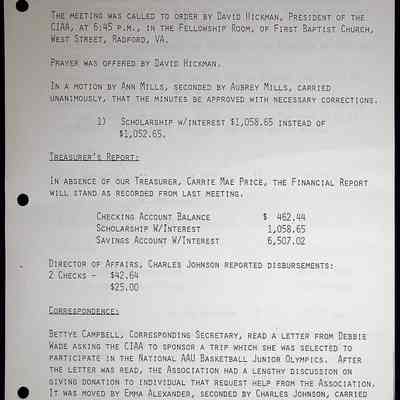 The meeting was called to order by David Hickman, President of the
CIAA, at 6:45 p.m., in the Fellowship Room, of First Baptist Church,
West Street, Radford, VA.
Prayer was offered by David Hickman.
In a motion by Ann Mills, seconded by Aubrey Mills, carried
unanimously, that the minutes be approved with necessary corrections.
1) Scholarship w/interest $1,058.65 instead of
$1,052.65.
Treasurer's Report:
In absence of our Treasurer, Carrie Mae Price, the Financial Report
will stand as recorded from last meeting.
Checking Account Balance $ 462.44
Scholarship W/Interest 1,058.65
Savings Account W/Interest 6,507.02
Director of Affairs, Charles Johnson reported disbursements:
2 Checks - $42.64
$25.00
Correspondence:
Bettye Campbell, Corresponding Secretary, read a letter from Debbie
Wade asking the CIAA to sponsor a trip which she was selected to
participate in the National AAU Basketball Junior Olympics. After
the letter was read, the Association had a lengthy discussion on
giving donation to individual that request help from the Association.
It was moved by Emma Alexander, seconded by Charles Johnson, carried